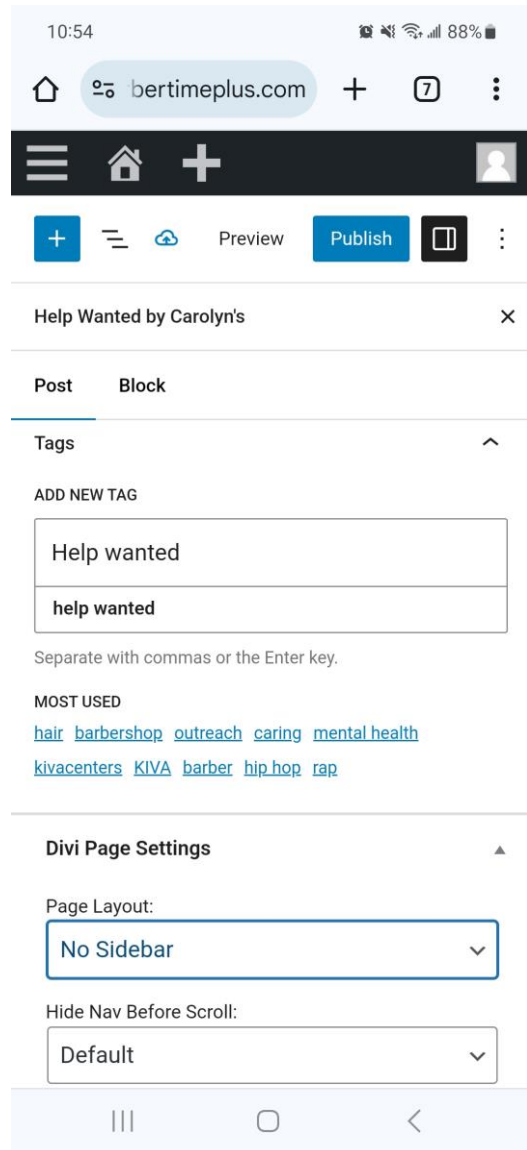 10:54 88%
bertimeplus.com 7
Preview Publish
Help Wanted by Carolyn's
Post Block
Tags
ADD NEW TAG
Help wanted
help wanted
Separate with commas or the Enter key.
MOST USED
hair barbershop outreach caring mental health
kivacenters KIVA barber hip hop rap
Divi Page Settings
Page Layout:
No Sidebar
Hide Nav Before Scroll:
Default